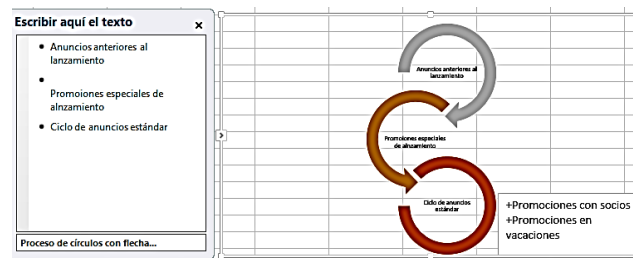 Escribir aquí el texto
x
• Anuncios anteriores al
lanzamiento
•
Promoiones especiales de
alnzamiento
• Ciclo de anuncios estándar
Proceso de círculos con flecha...
Anuncios anteriores al
lanzamiento
Promoiones especiales
de alnzamiento
Ciclo de anuncios
estándar
+Promociones con socios
+Promociones en
vacaciones